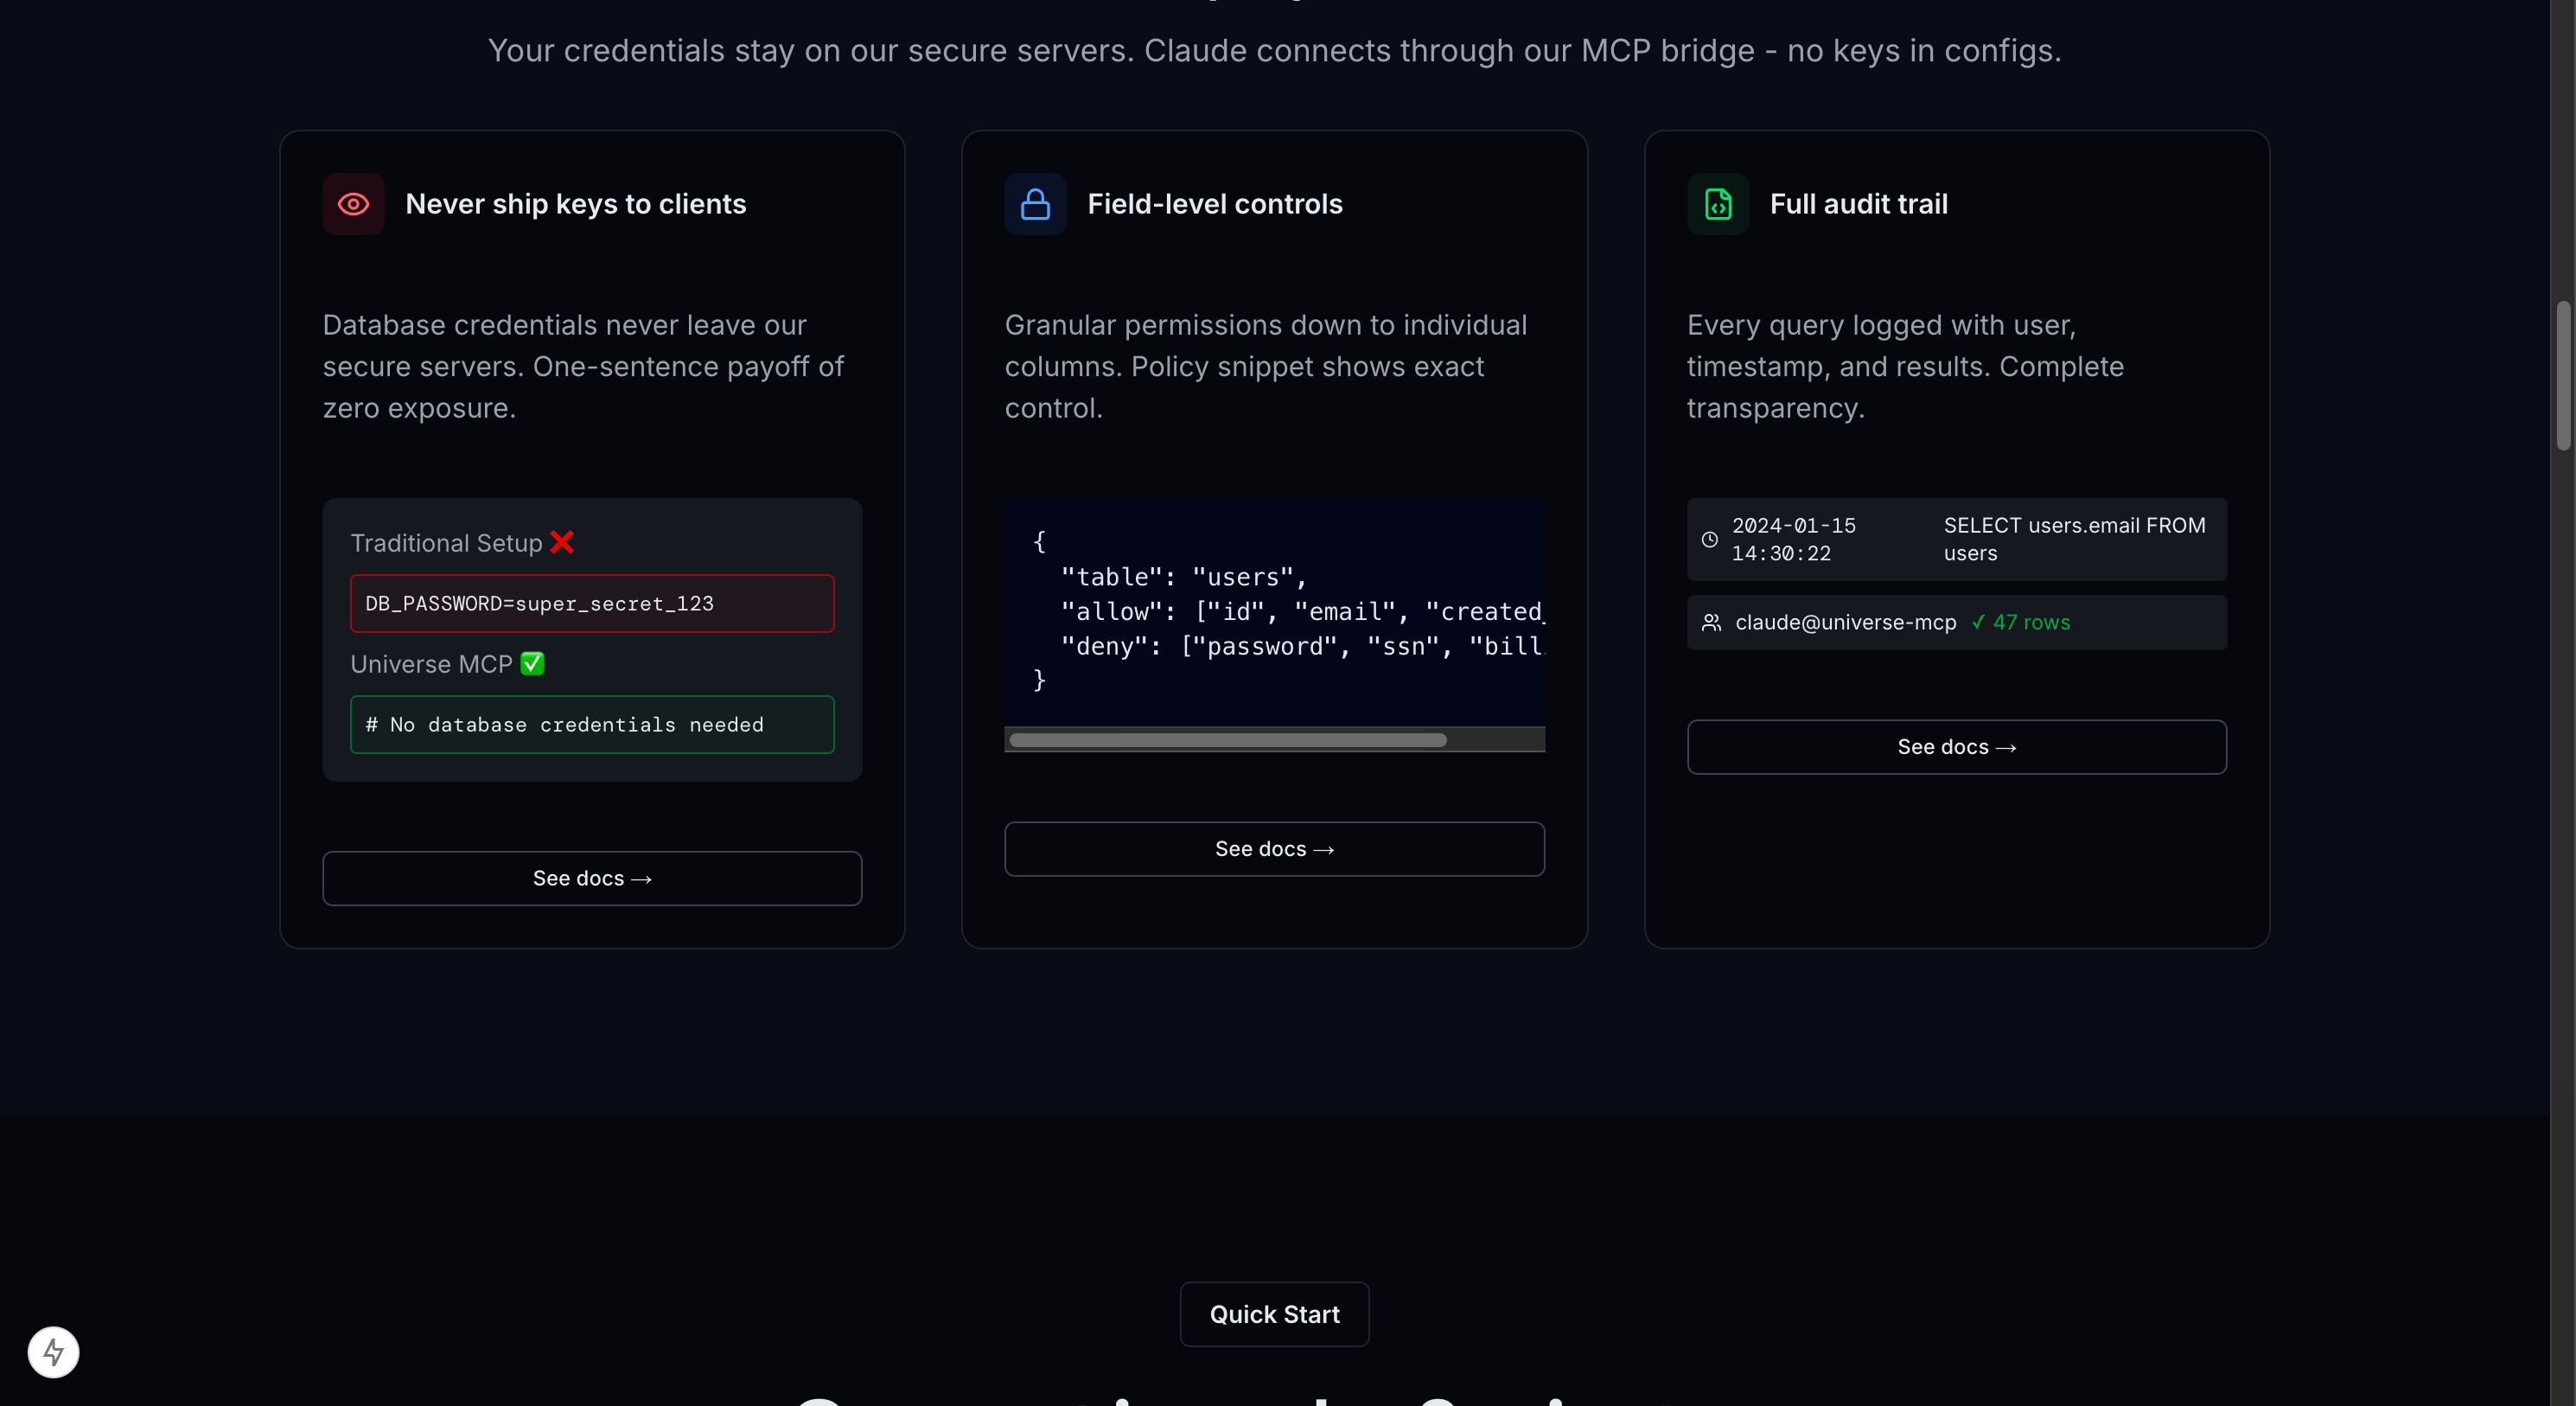 Your credentials stay on our secure servers. Claude connects through our MCP bridge - no keys in configs.
Never ship keys to clients
Database credentials never leave our
secure servers. One-sentence payoff of
zero exposure.
Traditional Setup ❌
DB_PASSWORD=super_secret_123
Universe MCP ✅
# No database credentials needed
See docs →
Field-level controls
Granular permissions down to individual
columns. Policy snippet shows exact
control.
{
"table": "users",
"allow": ["id", "email", "created_
"deny": ["password", "ssn", "bill
}
See docs →
Full audit trail
Every query logged with user,
timestamp, and results. Complete
transparency.
2024-01-15
14:30:22
SELECT users.email FROM
users
claude@universe-mcp ✓ 47 rows
See docs →
Quick Start